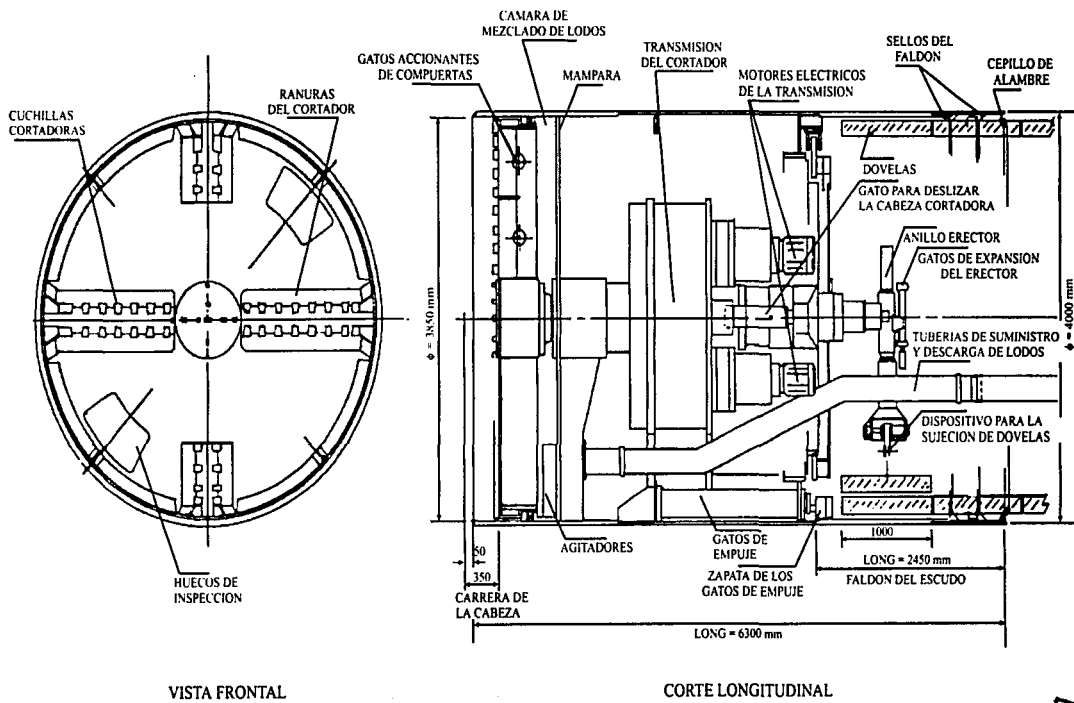 CAMARA DE
MEZCLADO DE LODOS
GATOS ACCIONANTES
DE COMPUERTAS
MAMPARA
TRANSMISION
DEL CORTADOR
MOTORES ELECTRICOS
DE LA TRANSMISION
SELLOS DEL
FALDON
CEPILLO DE
ALAMBRE
CUCHILLAS
CORTADORAS
RANURAS
DEL CORTADOR
DOVELAS
GATO PARA DESLIZAR
LA CABEZA CORTADORA
ANILLO ERECTOR
GATOS DE EXPANSION
DEL ERECTOR
ϕ = 3850 mm
ϕ = 4000 mm
TUBERIAS DE SUMINISTRO
Y DESCARGA DE LODOS
DISPOSITIVO PARA LA
SUJECION DE DOVELAS
HUECOS DE
INSPECCION
50
350
CARRERA DE
LA CABEZA
AGITADORES
GATOS DE
EMPUJE
ZAPATA DE LOS
GATOS DE EMPUJE
1000
LONG = 2450 mm
FALDON DEL ESCUDO
LONG = 6300 mm
VISTA FRONTAL
CORTE LONGITUDINAL